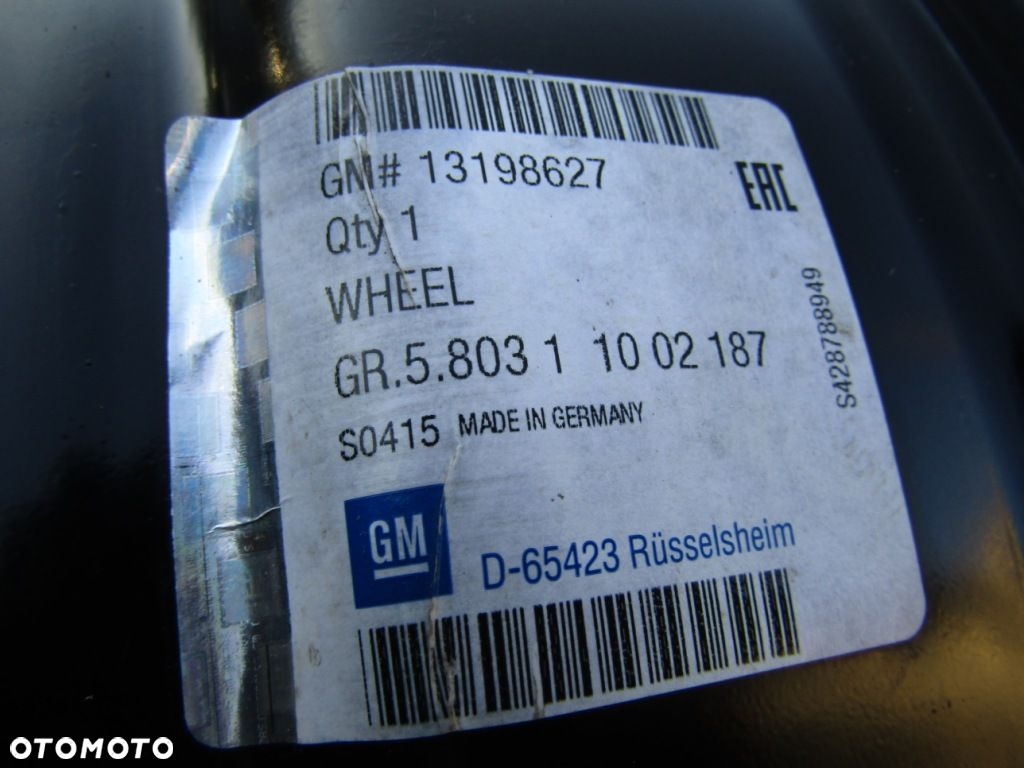 GM# 13198627
EAC
Qty 1
WHEEL
GR.5.803 1 10 02 187
S0415 MADE IN GERMANY
S428788949
GM
D-65423 Rüsselsheim
OTOMOTO